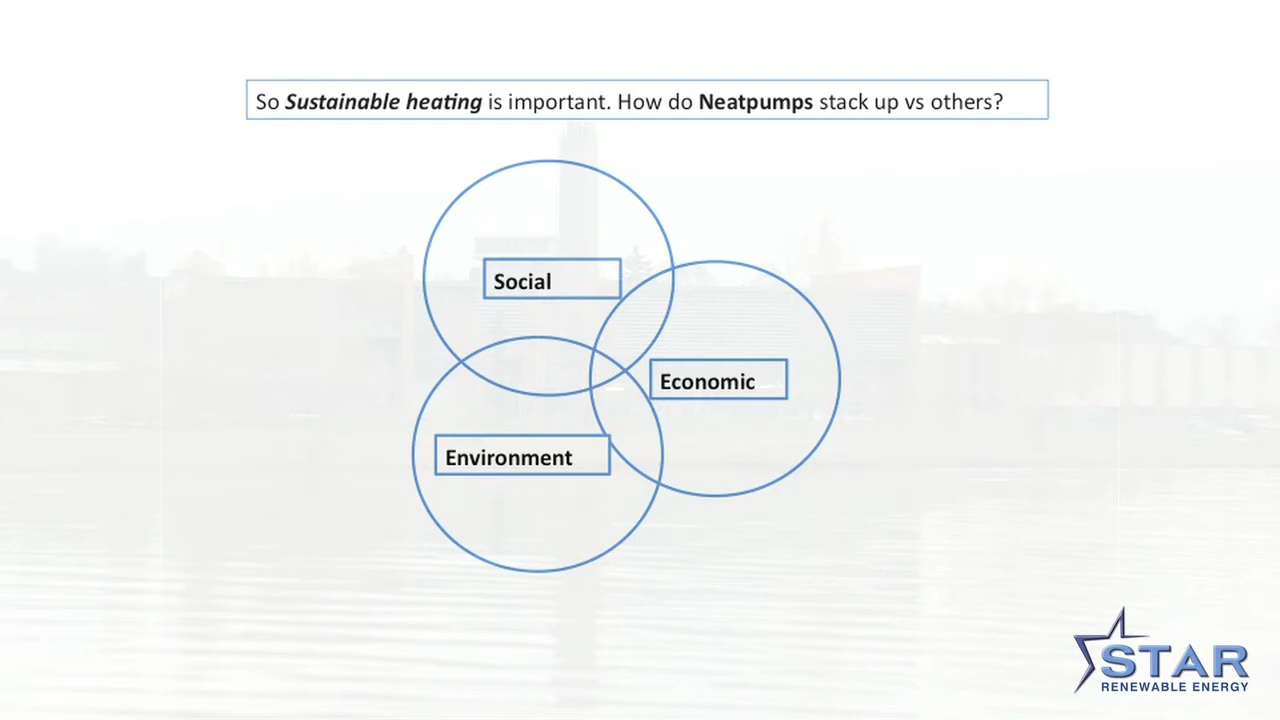 So Sustainable heating is important. How do Neatpumps stack up vs others?
Social
Economic
Environment
STAR
RENEWABLE ENERGY